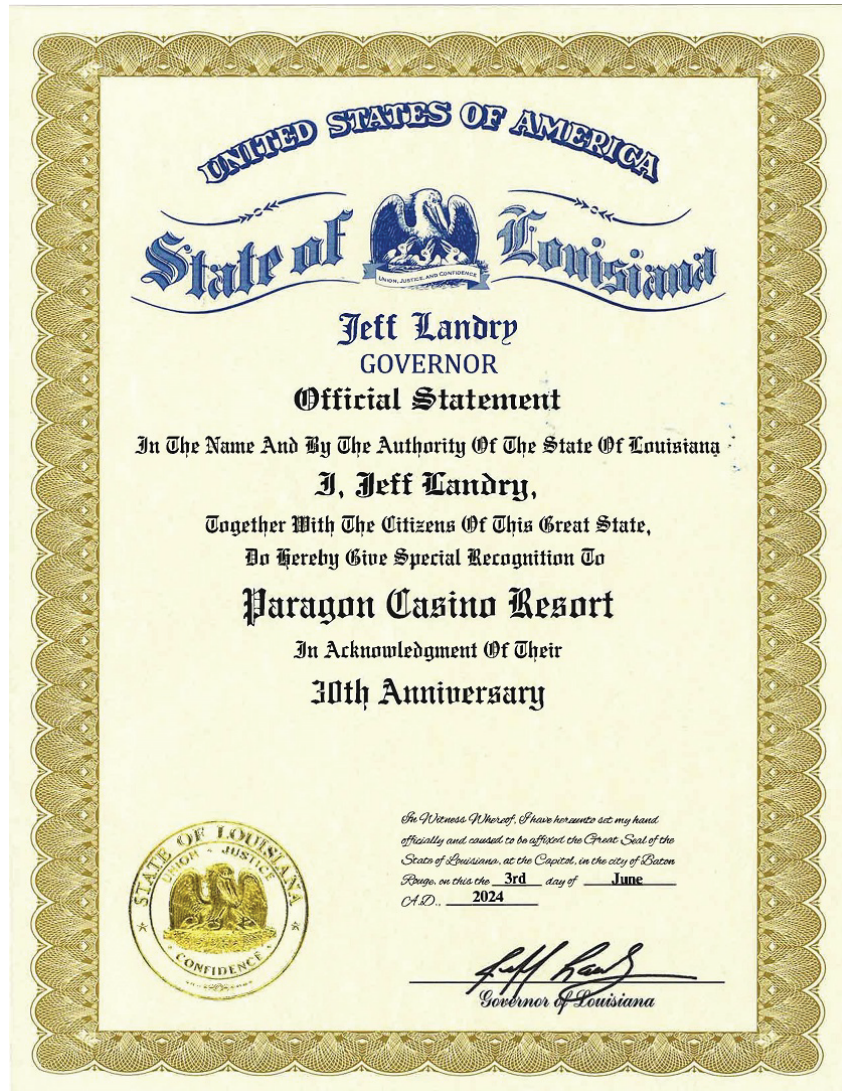 UNITED STATES OF AMERICA
State of Louisiana
UNION, JUSTICE, AND CONFIDENCE
Jeff Landry
GOVERNOR
Official Statement
In The Name And By The Authority Of The State Of Louisiana
I, Jeff Landry,
Together With The Citizens Of This Great State,
Do Hereby Give Special Recognition To
Paragon Casino Resort
In Acknowledgment Of Their
30th Anniversary
In Witness Whereof, I have hereunto set my hand
officially and caused to be affixed the Great Seal of the
State of Louisiana, at the Capitol, in the city of Baton
Rouge, on this the 3rd day of June
A.D., 2024
STATE OF LOUISIANA
UNION · JUSTICE
· CONFIDENCE ·
Jeff Landry
Governor of Louisiana